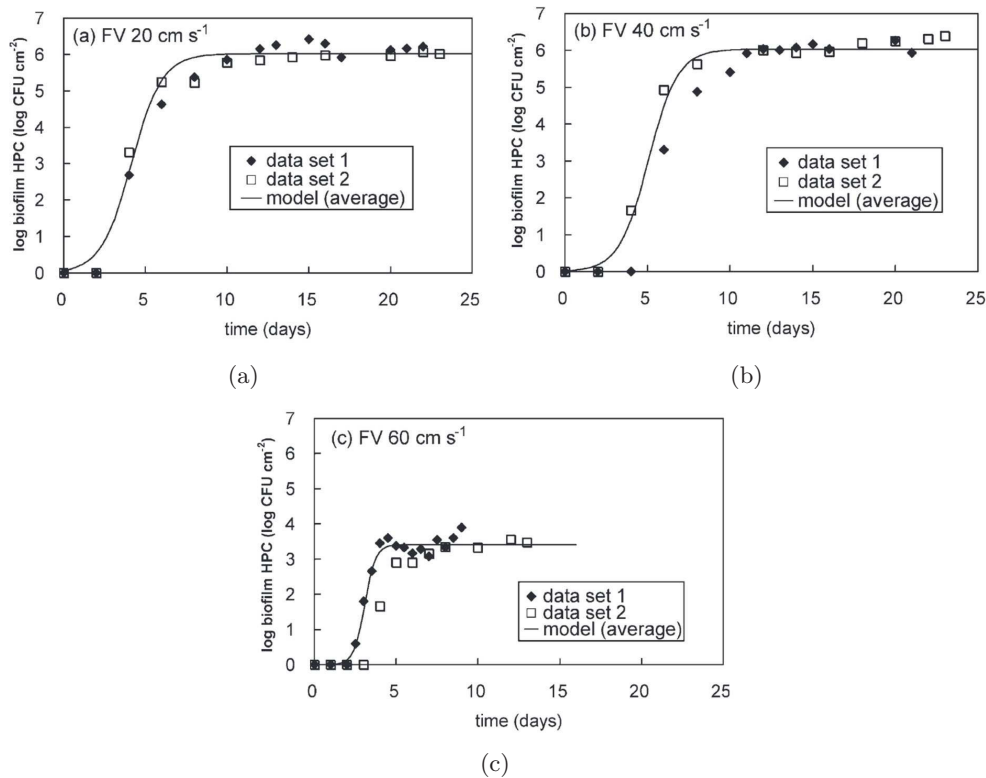 (a) FV 20 cm s⁻¹
log biofilm HPC (log CFU cm⁻²)
7
6
5
4
3
2
1
0
data set 1
data set 2
model (average)
0 5 10 15 20 25
time (days)
(a)
(b) FV 40 cm s⁻¹
log biofilm HPC (log CFU cm⁻²)
7
6
5
4
3
2
1
0
data set 1
data set 2
model (average)
0 5 10 15 20 25
time (days)
(b)
(c) FV 60 cm s⁻¹
log biofilm HPC (log CFU cm⁻²)
7
6
5
4
3
2
1
0
data set 1
data set 2
model (average)
0 5 10 15 20 25
time (days)
(c)